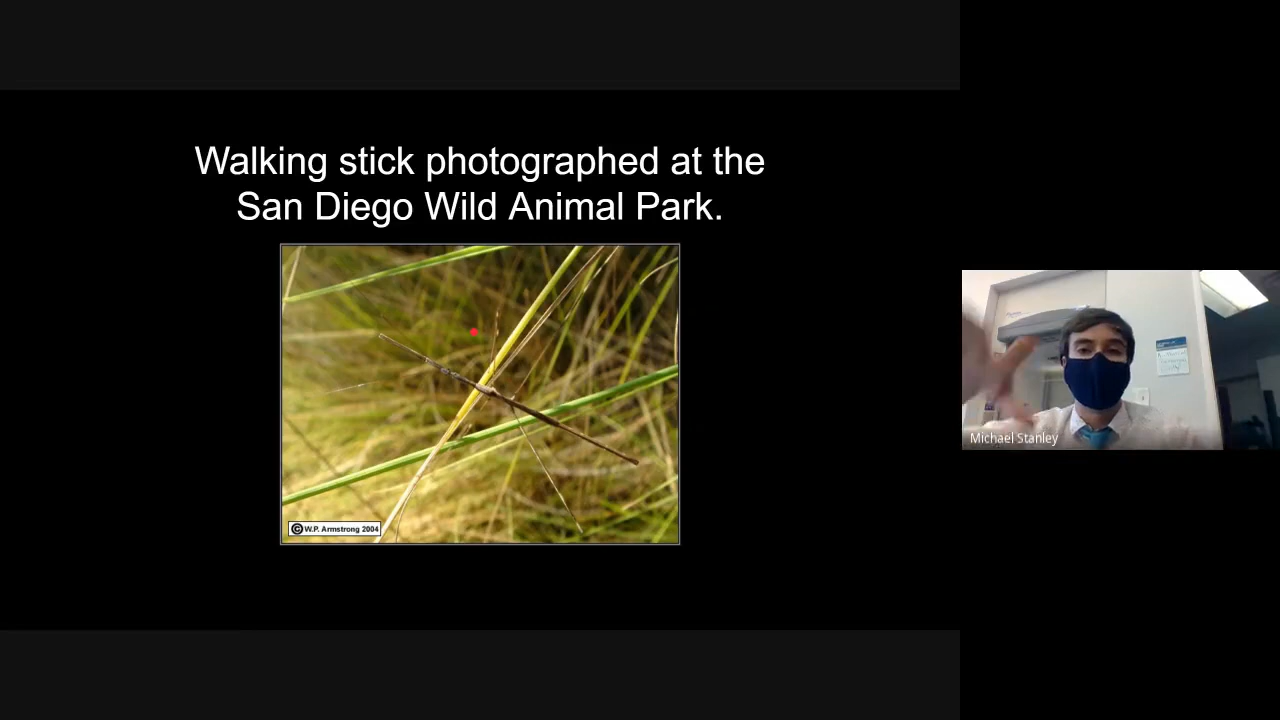 Walking stick photographed at the
San Diego Wild Animal Park.
© W.P. Armstrong 2004
Michael Stanley